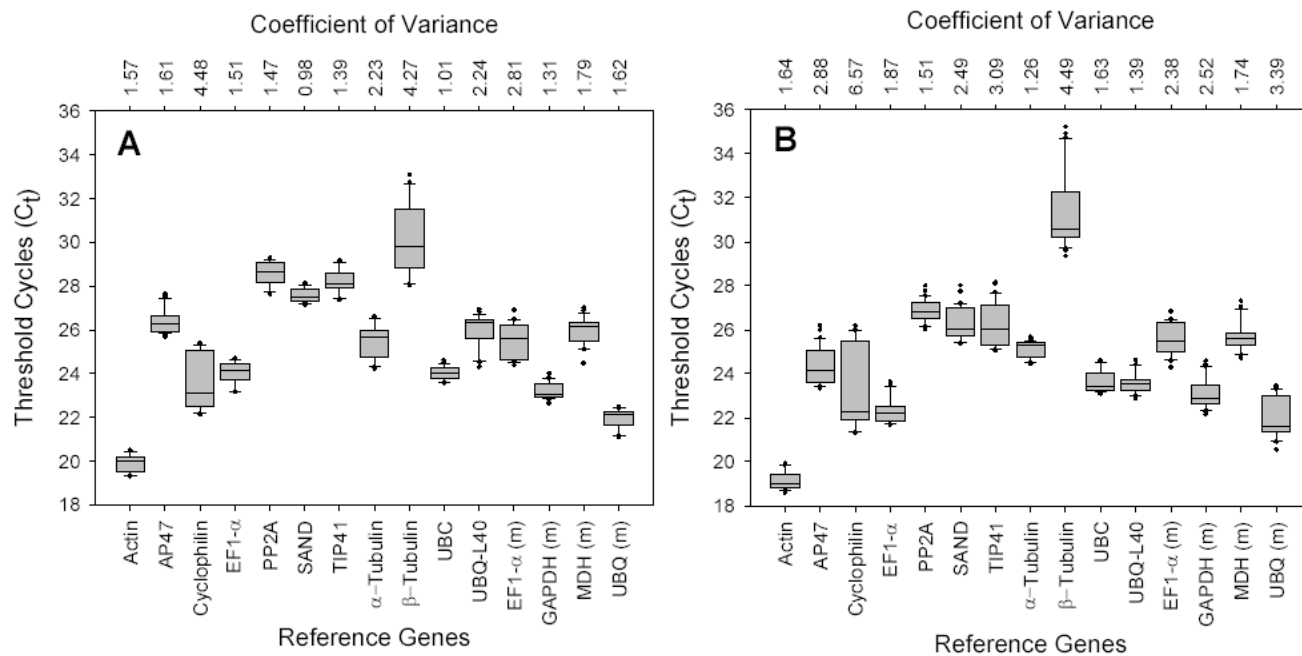 Coefficient of Variance
1.57 1.61 4.48 1.51 1.47 0.98 1.39 2.23 4.27 1.01 2.24 2.81 1.31 1.79 1.62
A
Threshold Cycles (Ct)
36
34
32
30
28
26
24
22
20
18
Actin AP47 Cyclophilin EF1-α PP2A SAND TIP41 α-Tubulin β-Tubulin UBC UBQ-L40 EF1-α (m) GAPDH (m) MDH (m) UBQ (m)
Reference Genes
Coefficient of Variance
1.64 2.88 6.57 1.87 1.51 2.49 3.09 1.26 4.49 1.63 1.39 2.38 2.52 1.74 3.39
B
Threshold Cycles (Ct)
36
34
32
30
28
26
24
22
20
18
Actin AP47 Cyclophilin EF1-α PP2A SAND TIP41 α-Tubulin β-Tubulin UBC UBQ-L40 EF1-α (m) GAPDH (m) MDH (m) UBQ (m)
Reference Genes